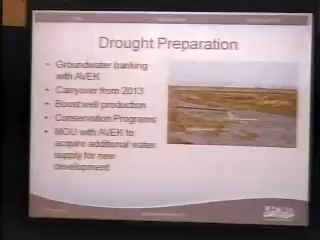 Drought Preparation
• Groundwater banking
with AVEK
• Carryover from 2013
• Boost well production
• Conservation Programs
• MOU with AVEK to
acquire additional water
supply for new
development